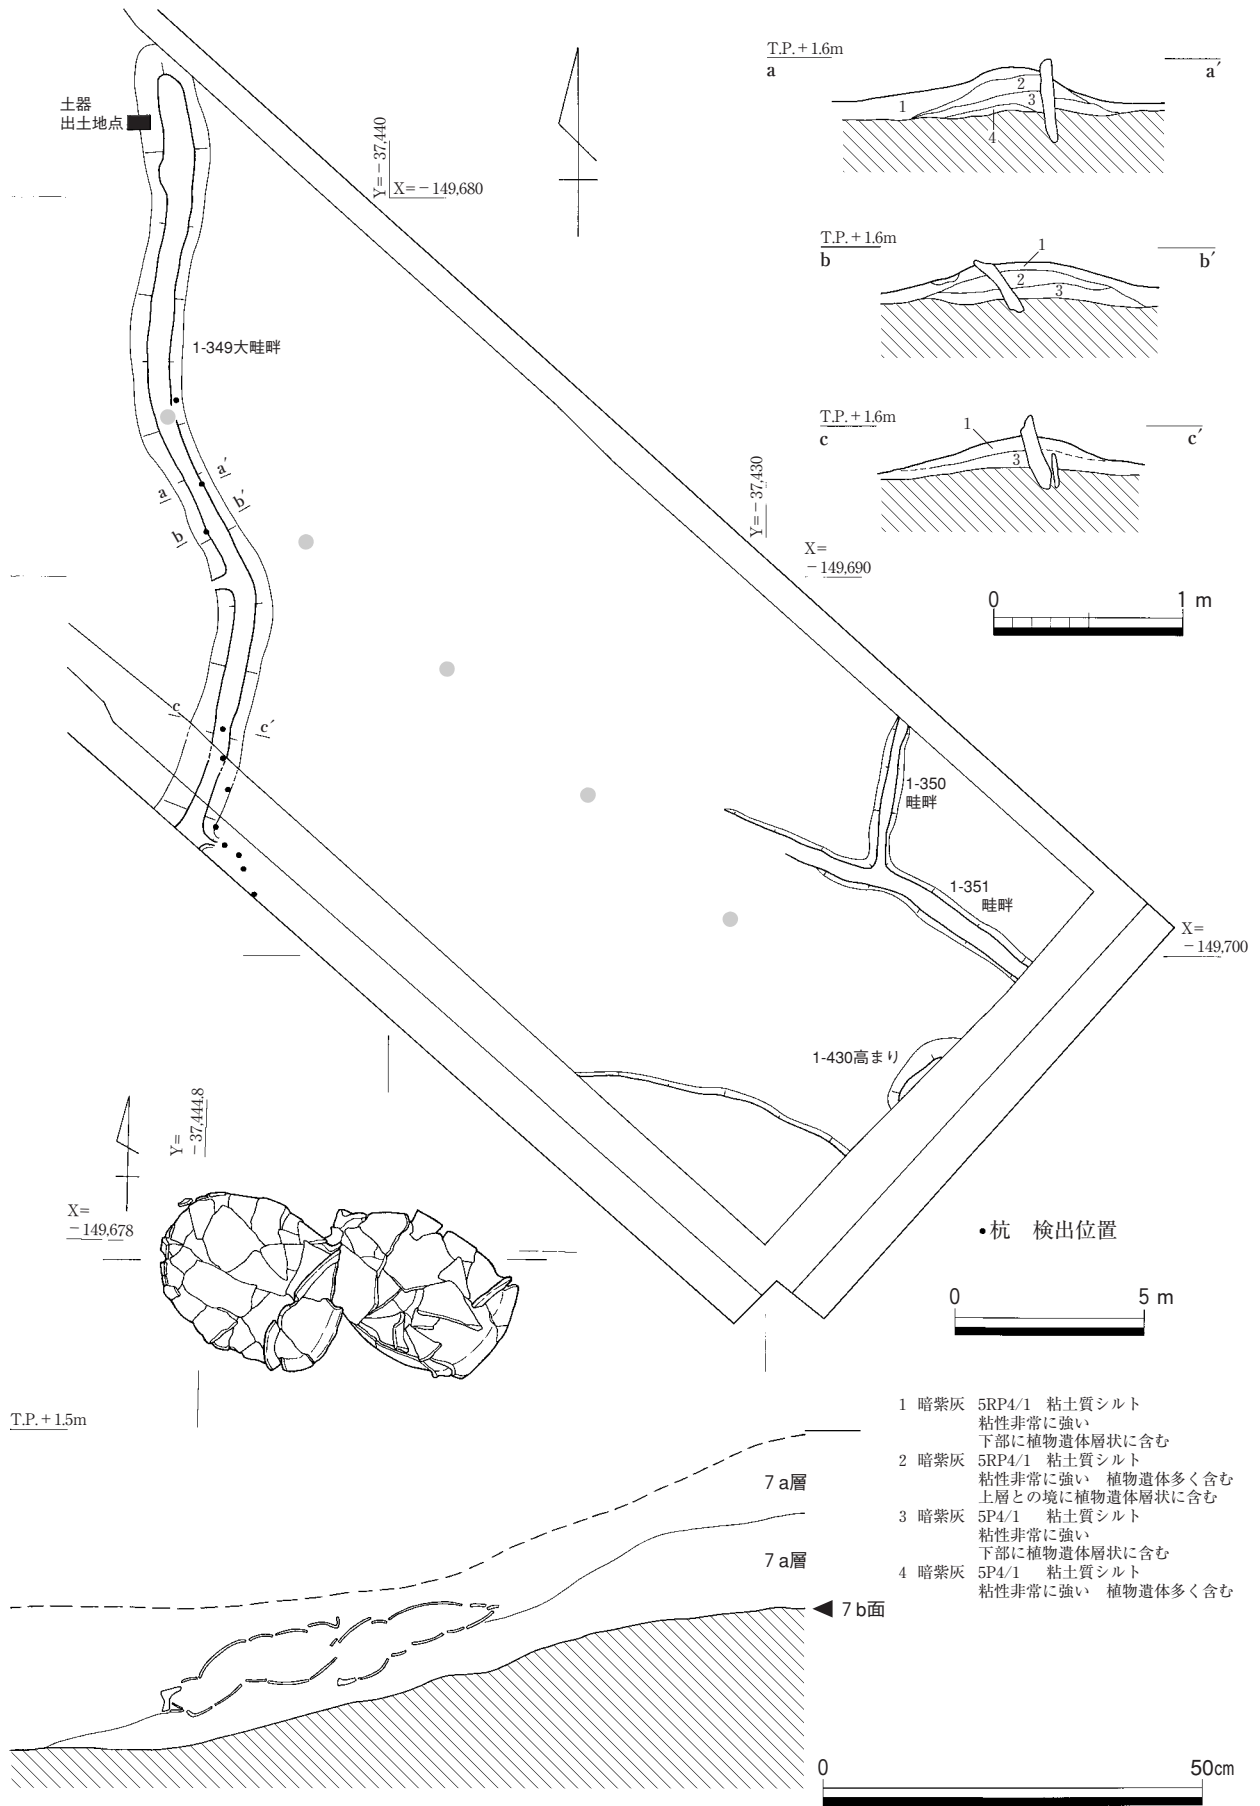 土器
出土地点
Y=−37,440
X=−149,680
T.P.+1.6m
a
a′
1
2
3
4
T.P.+1.6m
b
b′
1
2
3
T.P.+1.6m
c
c′
1
3
0
1 m
1-349大畦畔
a
a′
b
b′
c
c′
Y=−37,430
X=
−149,690
1-350
畦畔
1-351
畦畔
X=
−149,700
1-430高まり
Y=
−37,444.8
X=
−149,678
•杭　検出位置
0
5 m
T.P.+1.5m
7a層
7a層
7b面
1 暗紫灰 5RP4/1 粘土質シルト
粘性非常に強い
下部に植物遺体層状に含む
2 暗紫灰 5RP4/1 粘土質シルト
粘性非常に強い 植物遺体多く含む
上層との境に植物遺体層状に含む
3 暗紫灰 5P4/1 粘土質シルト
粘性非常に強い
下部に植物遺体層状に含む
4 暗紫灰 5P4/1 粘土質シルト
粘性非常に強い 植物遺体多く含む
0
50cm